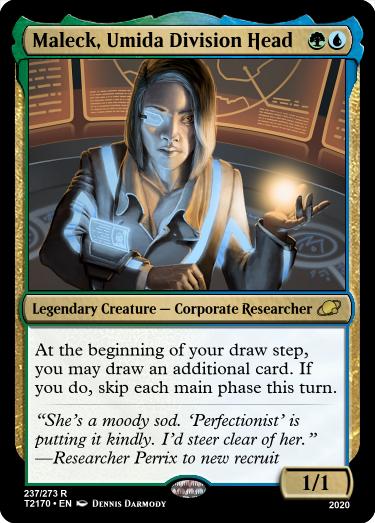 Maleck, Umida Division Head
Legendary Creature — Corporate Researcher
At the beginning of your draw step,
you may draw an additional card. If
you do, skip each main phase this turn.
“She’s a moody sod. ‘Perfectionist’ is
putting it kindly. I’d steer clear of her.”
—Researcher Perrix to new recruit
1/1
237/273 R
T2170 • EN Dennis Darmody
2020